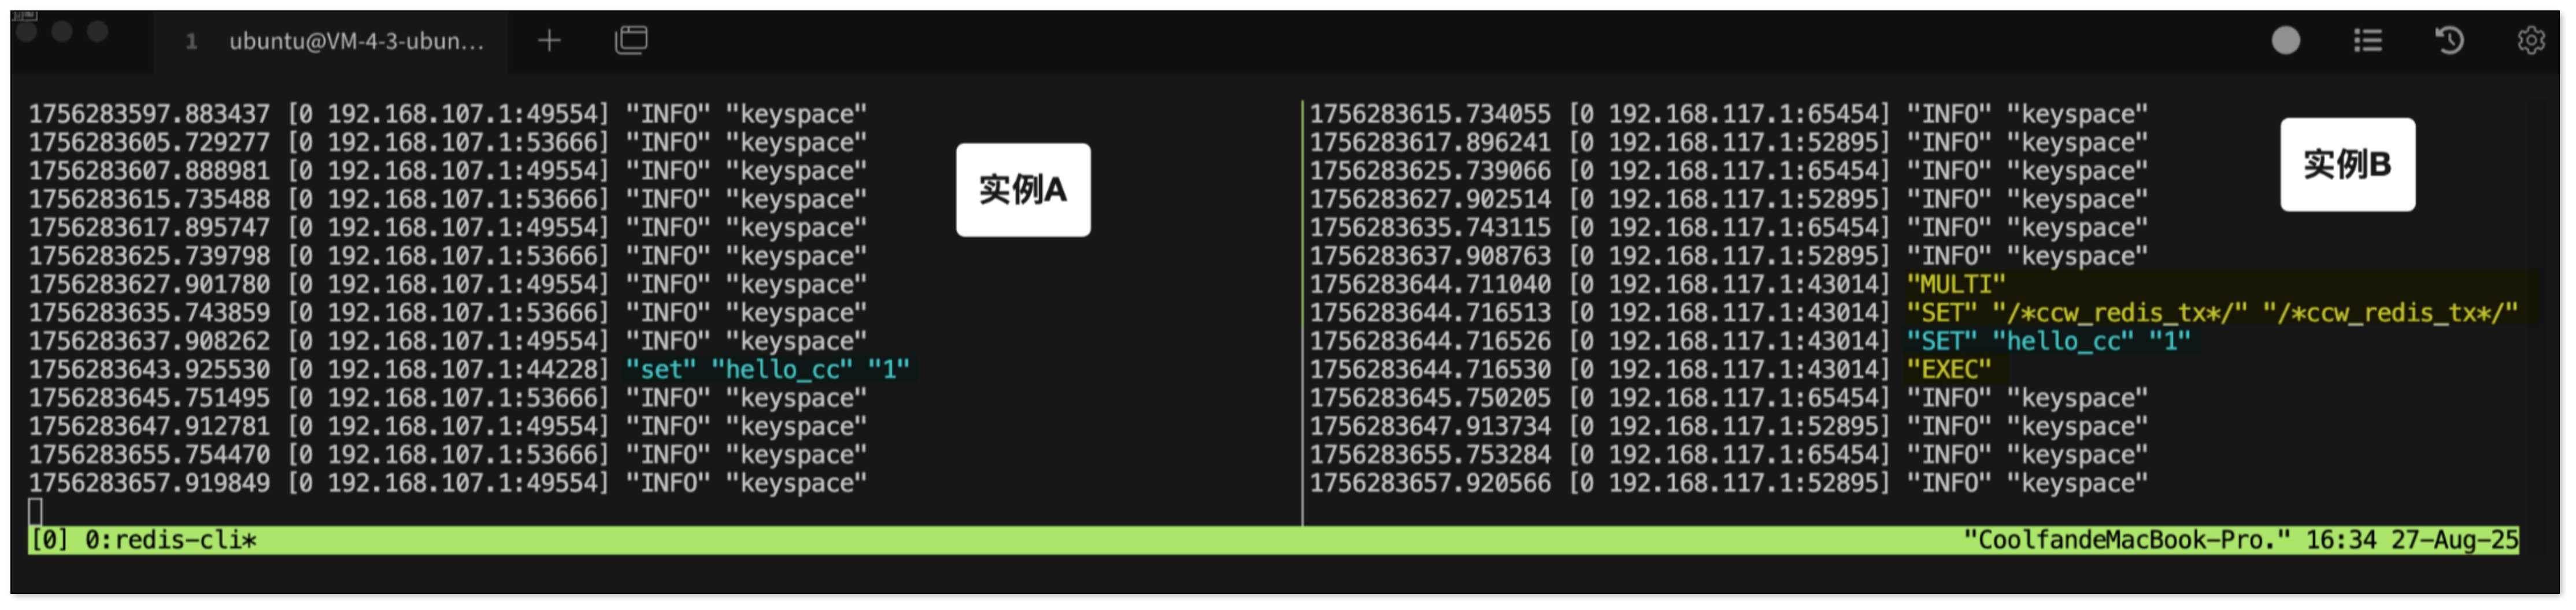 1 ubuntu@VM-4-3-ubun...
1756283597.883437 [0 192.168.107.1:49554] "INFO" "keyspace"
1756283605.729277 [0 192.168.107.1:53666] "INFO" "keyspace"
1756283607.888981 [0 192.168.107.1:49554] "INFO" "keyspace"
1756283615.735488 [0 192.168.107.1:53666] "INFO" "keyspace"
1756283617.895747 [0 192.168.107.1:49554] "INFO" "keyspace"
1756283625.739798 [0 192.168.107.1:53666] "INFO" "keyspace"
1756283627.901780 [0 192.168.107.1:49554] "INFO" "keyspace"
1756283635.743859 [0 192.168.107.1:53666] "INFO" "keyspace"
1756283637.908262 [0 192.168.107.1:49554] "INFO" "keyspace"
1756283643.925530 [0 192.168.107.1:44228] "set" "hello_cc" "1"
1756283645.751495 [0 192.168.107.1:53666] "INFO" "keyspace"
1756283647.912781 [0 192.168.107.1:49554] "INFO" "keyspace"
1756283655.754470 [0 192.168.107.1:53666] "INFO" "keyspace"
1756283657.919849 [0 192.168.107.1:49554] "INFO" "keyspace"
实例A
1756283615.734055 [0 192.168.117.1:65454] "INFO" "keyspace"
1756283617.896241 [0 192.168.117.1:52895] "INFO" "keyspace"
1756283625.739066 [0 192.168.117.1:65454] "INFO" "keyspace"
1756283627.902514 [0 192.168.117.1:52895] "INFO" "keyspace"
1756283635.743115 [0 192.168.117.1:65454] "INFO" "keyspace"
1756283637.908763 [0 192.168.117.1:52895] "INFO" "keyspace"
1756283644.711040 [0 192.168.117.1:43014] "MULTI"
1756283644.716513 [0 192.168.117.1:43014] "SET" "/*ccw_redis_tx*/" "/*ccw_redis_tx*/"
1756283644.716526 [0 192.168.117.1:43014] "SET" "hello_cc" "1"
1756283644.716530 [0 192.168.117.1:43014] "EXEC"
1756283645.750205 [0 192.168.117.1:65454] "INFO" "keyspace"
1756283647.913734 [0 192.168.117.1:52895] "INFO" "keyspace"
1756283655.753284 [0 192.168.117.1:65454] "INFO" "keyspace"
1756283657.920566 [0 192.168.117.1:52895] "INFO" "keyspace"
实例B
[0] 0:redis-cli* "CoolfandeMacBook-Pro." 16:34 27-Aug-25